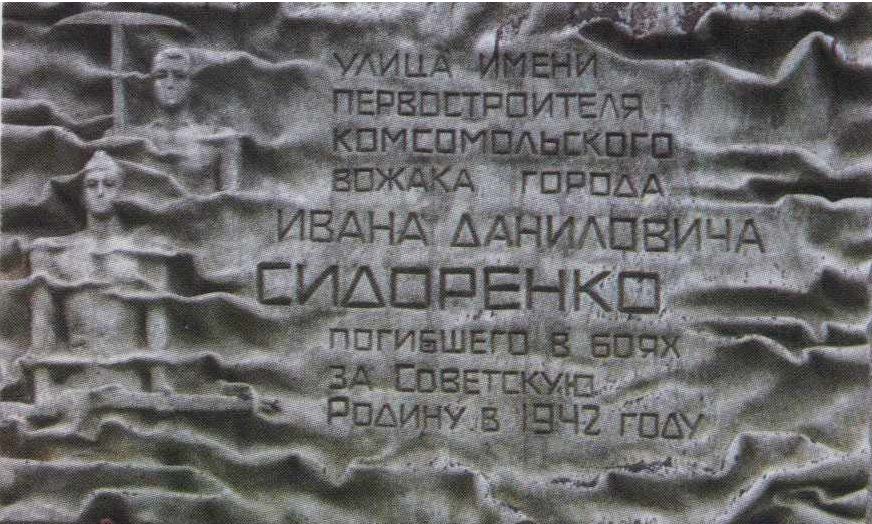 УЛИЦА ИМЕНИ
ПЕРВОСТРОИТЕЛЯ
КОМСОМОЛЬСКОГО
ВОЖАКА ГОРОДА
ИВАНА ДАНИЛОВИЧА
СИДОРЕНКО
ПОГИБШЕГО В БОЯХ
ЗА СОВЕТСКУЮ
РОДИНУ В 1942 ГОДУ